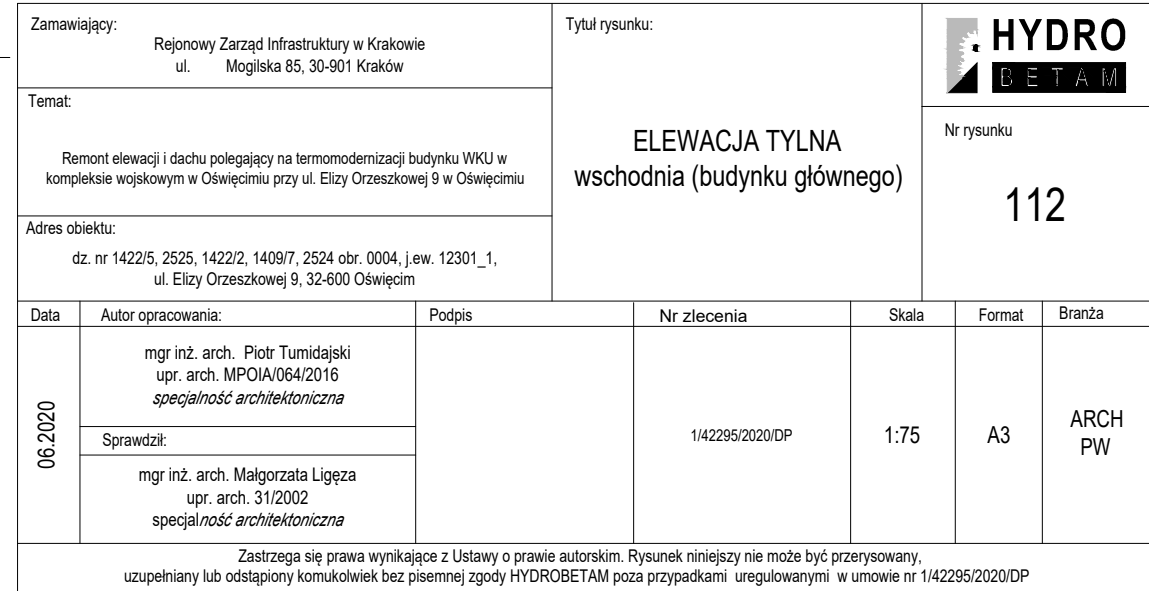 Zamawiający:
Rejonowy Zarząd Infrastruktury w Krakowie
ul. Mogilska 85, 30-901 Kraków
Temat:
Remont elewacji i dachu polegający na termomodernizacji budynku WKU w
kompleksie wojskowym w Oświęcimiu przy ul. Elizy Orzeszkowej 9 w Oświęcimiu
Adres obiektu:
dz. nr 1422/5, 2525, 1422/2, 1409/7, 2524 obr. 0004, j.ew. 12301_1,
ul. Elizy Orzeszkowej 9, 32-600 Oświęcim
Tytuł rysunku:
ELEWACJA TYLNA
wschodnia (budynku głównego)
HYDRO
BETAM
Nr rysunku
112
Data
Autor opracowania:
Podpis
Nr zlecenia
Skala
Format
Branża
06.2020
mgr inż. arch. Piotr Tumidajski
upr. arch. MPOIA/064/2016
specjalność architektoniczna
Sprawdził:
mgr inż. arch. Małgorzata Ligęza
upr. arch. 31/2002
specjalność architektoniczna
1/42295/2020/DP
1:75
A3
ARCH
PW
Zastrzega się prawa wynikające z Ustawy o prawie autorskim. Rysunek niniejszy nie może być przerysowany,
uzupełniany lub odstąpiony komukolwiek bez pisemnej zgody HYDROBETAM poza przypadkami uregulowanymi w umowie nr 1/42295/2020/DP